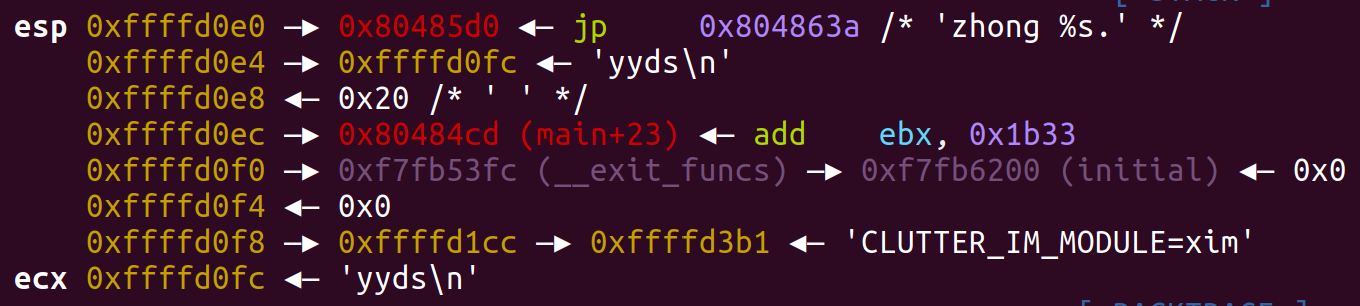 esp 0xffffd0e0 —▸ 0x80485d0 ◂— jp     0x804863a /* 'zhong %s.' */
    0xffffd0e4 —▸ 0xffffd0fc ◂— 'yyds\n'
    0xffffd0e8 ◂— 0x20 /* ' ' */
    0xffffd0ec —▸ 0x80484cd (main+23) ◂— add    ebx, 0x1b33
    0xffffd0f0 —▸ 0xf7fb53fc (__exit_funcs) —▸ 0xf7fb6200 (initial) ◂— 0x0
    0xffffd0f4 ◂— 0x0
    0xffffd0f8 —▸ 0xffffd1cc —▸ 0xffffd3b1 ◂— 'CLUTTER_IM_MODULE=xim'
ecx 0xffffd0fc ◂— 'yyds\n'